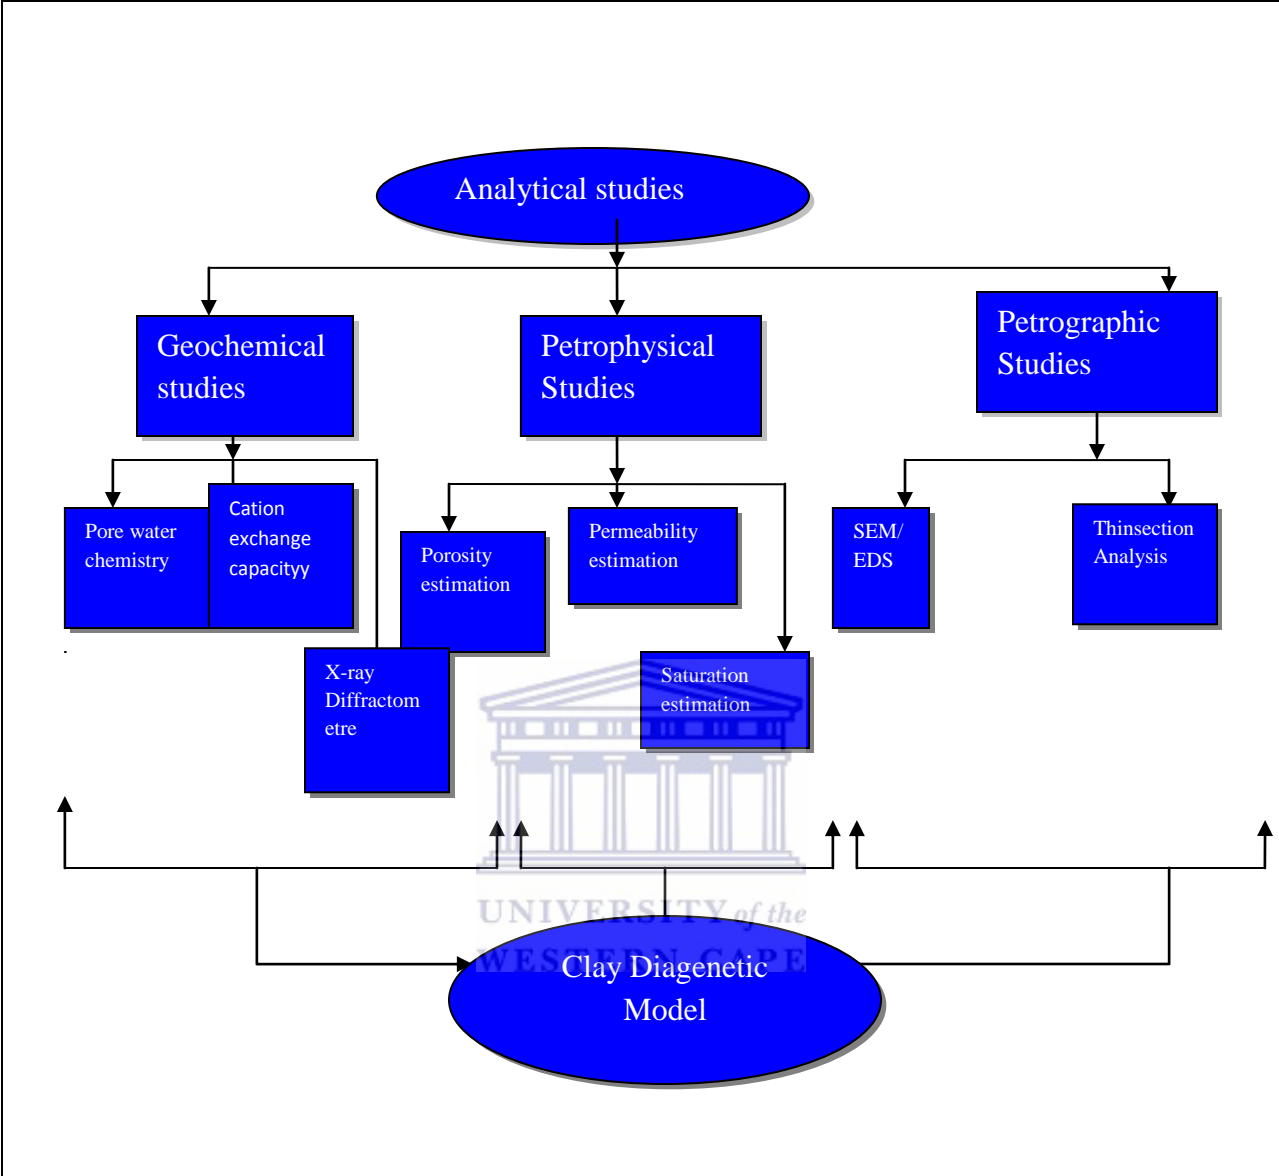 Analytical studies
Geochemical
studies
Petrophysical
Studies
Petrographic
Studies
Pore water
chemistry
Cation
exchange
capacityy
X-ray
Diffractom
etre
Porosity
estimation
Permeability
estimation
Saturation
estimation
SEM/
EDS
Thinsection
Analysis
UNIVERSITY of the
WESTERN CAPE
Clay Diagenetic
Model